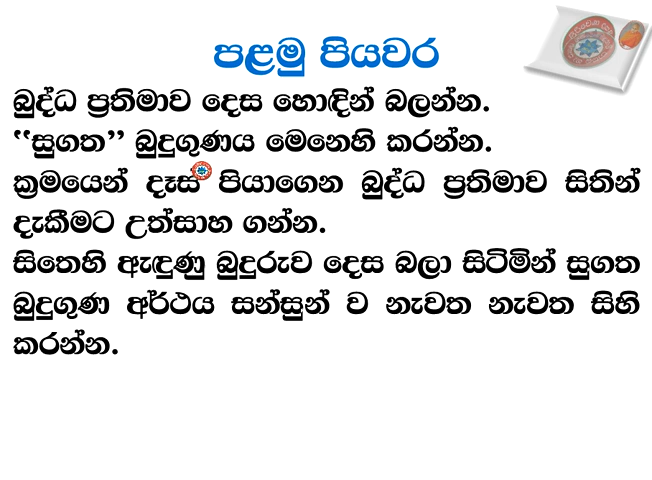 පළමු පියවර
බුද්ධ ප්‍රතිමාව දෙස හොඳින් බලන්න.
“සුගත” බුදුගුණය මෙනෙහි කරන්න.
ක්‍රමයෙන් දෑස් පියාගෙන බුද්ධ ප්‍රතිමාව සිතින්
දැකීමට උත්සාහ ගන්න.
සිතෙහි ඇඳුණු බුදුරුව දෙස බලා සිටිමින් සුගත
බුදුගුණ අර්ථය සන්සුන් ව නැවත නැවත සිහි
කරන්න.